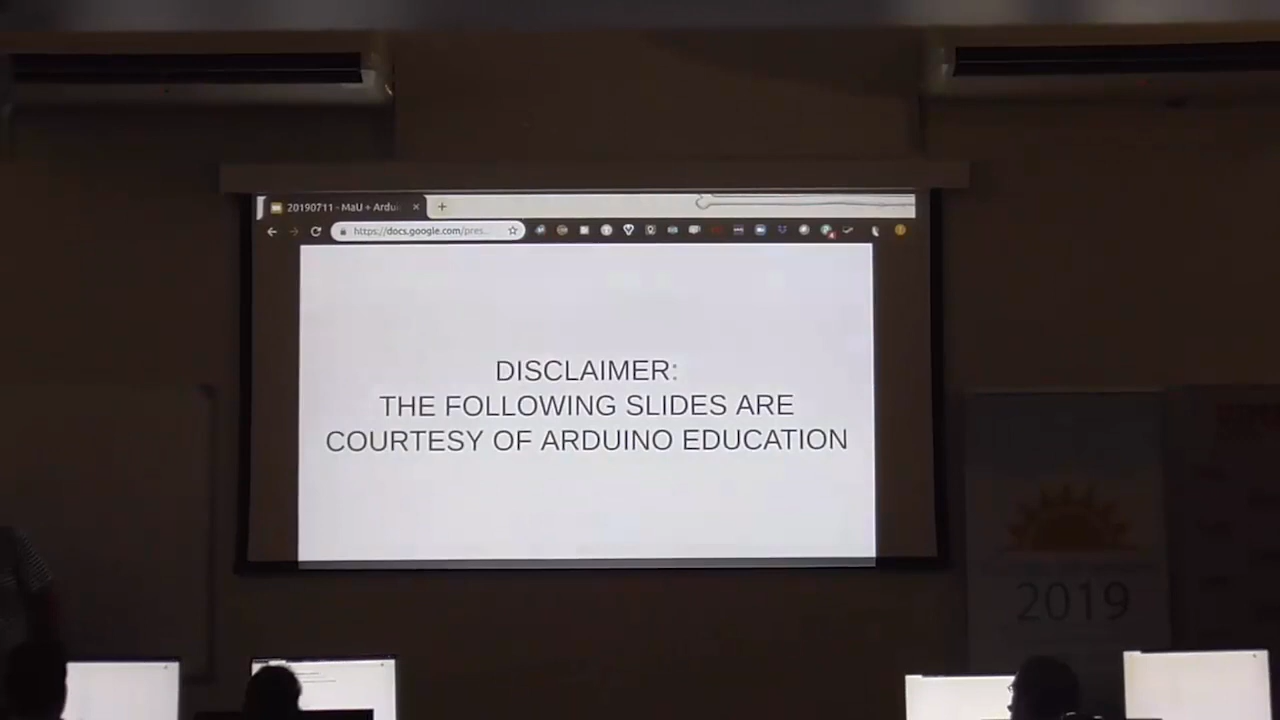 20190711 - MaU + Ardui
https://docs.google.com/pres...
DISCLAIMER:
THE FOLLOWING SLIDES ARE
COURTESY OF ARDUINO EDUCATION
2019